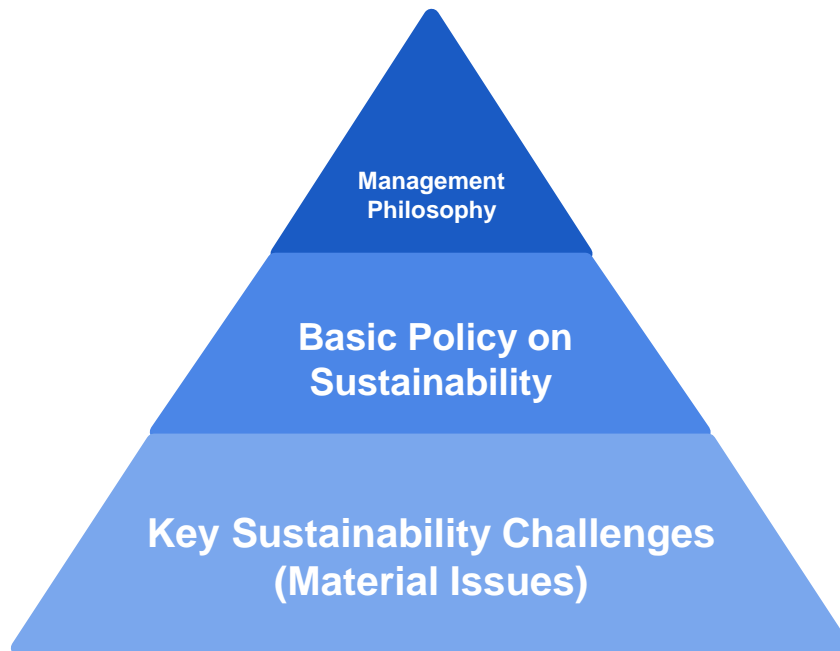 Management
Philosophy
Basic Policy on
Sustainability
Key Sustainability Challenges
(Material Issues)